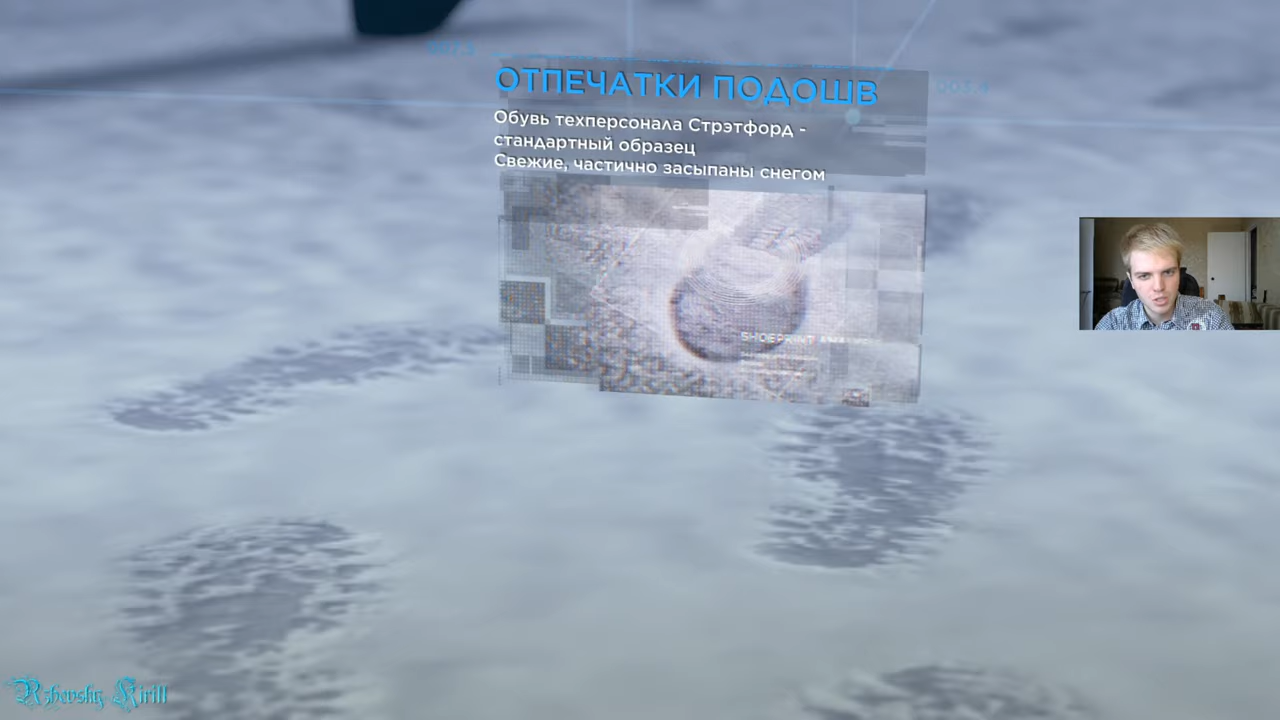 ОТПЕЧАТКИ ПОДОШВ
Обувь техперсонала Стрэтфорд -
стандартный образец
Свежие, частично засыпаны снегом
Rzhevsky Kirill